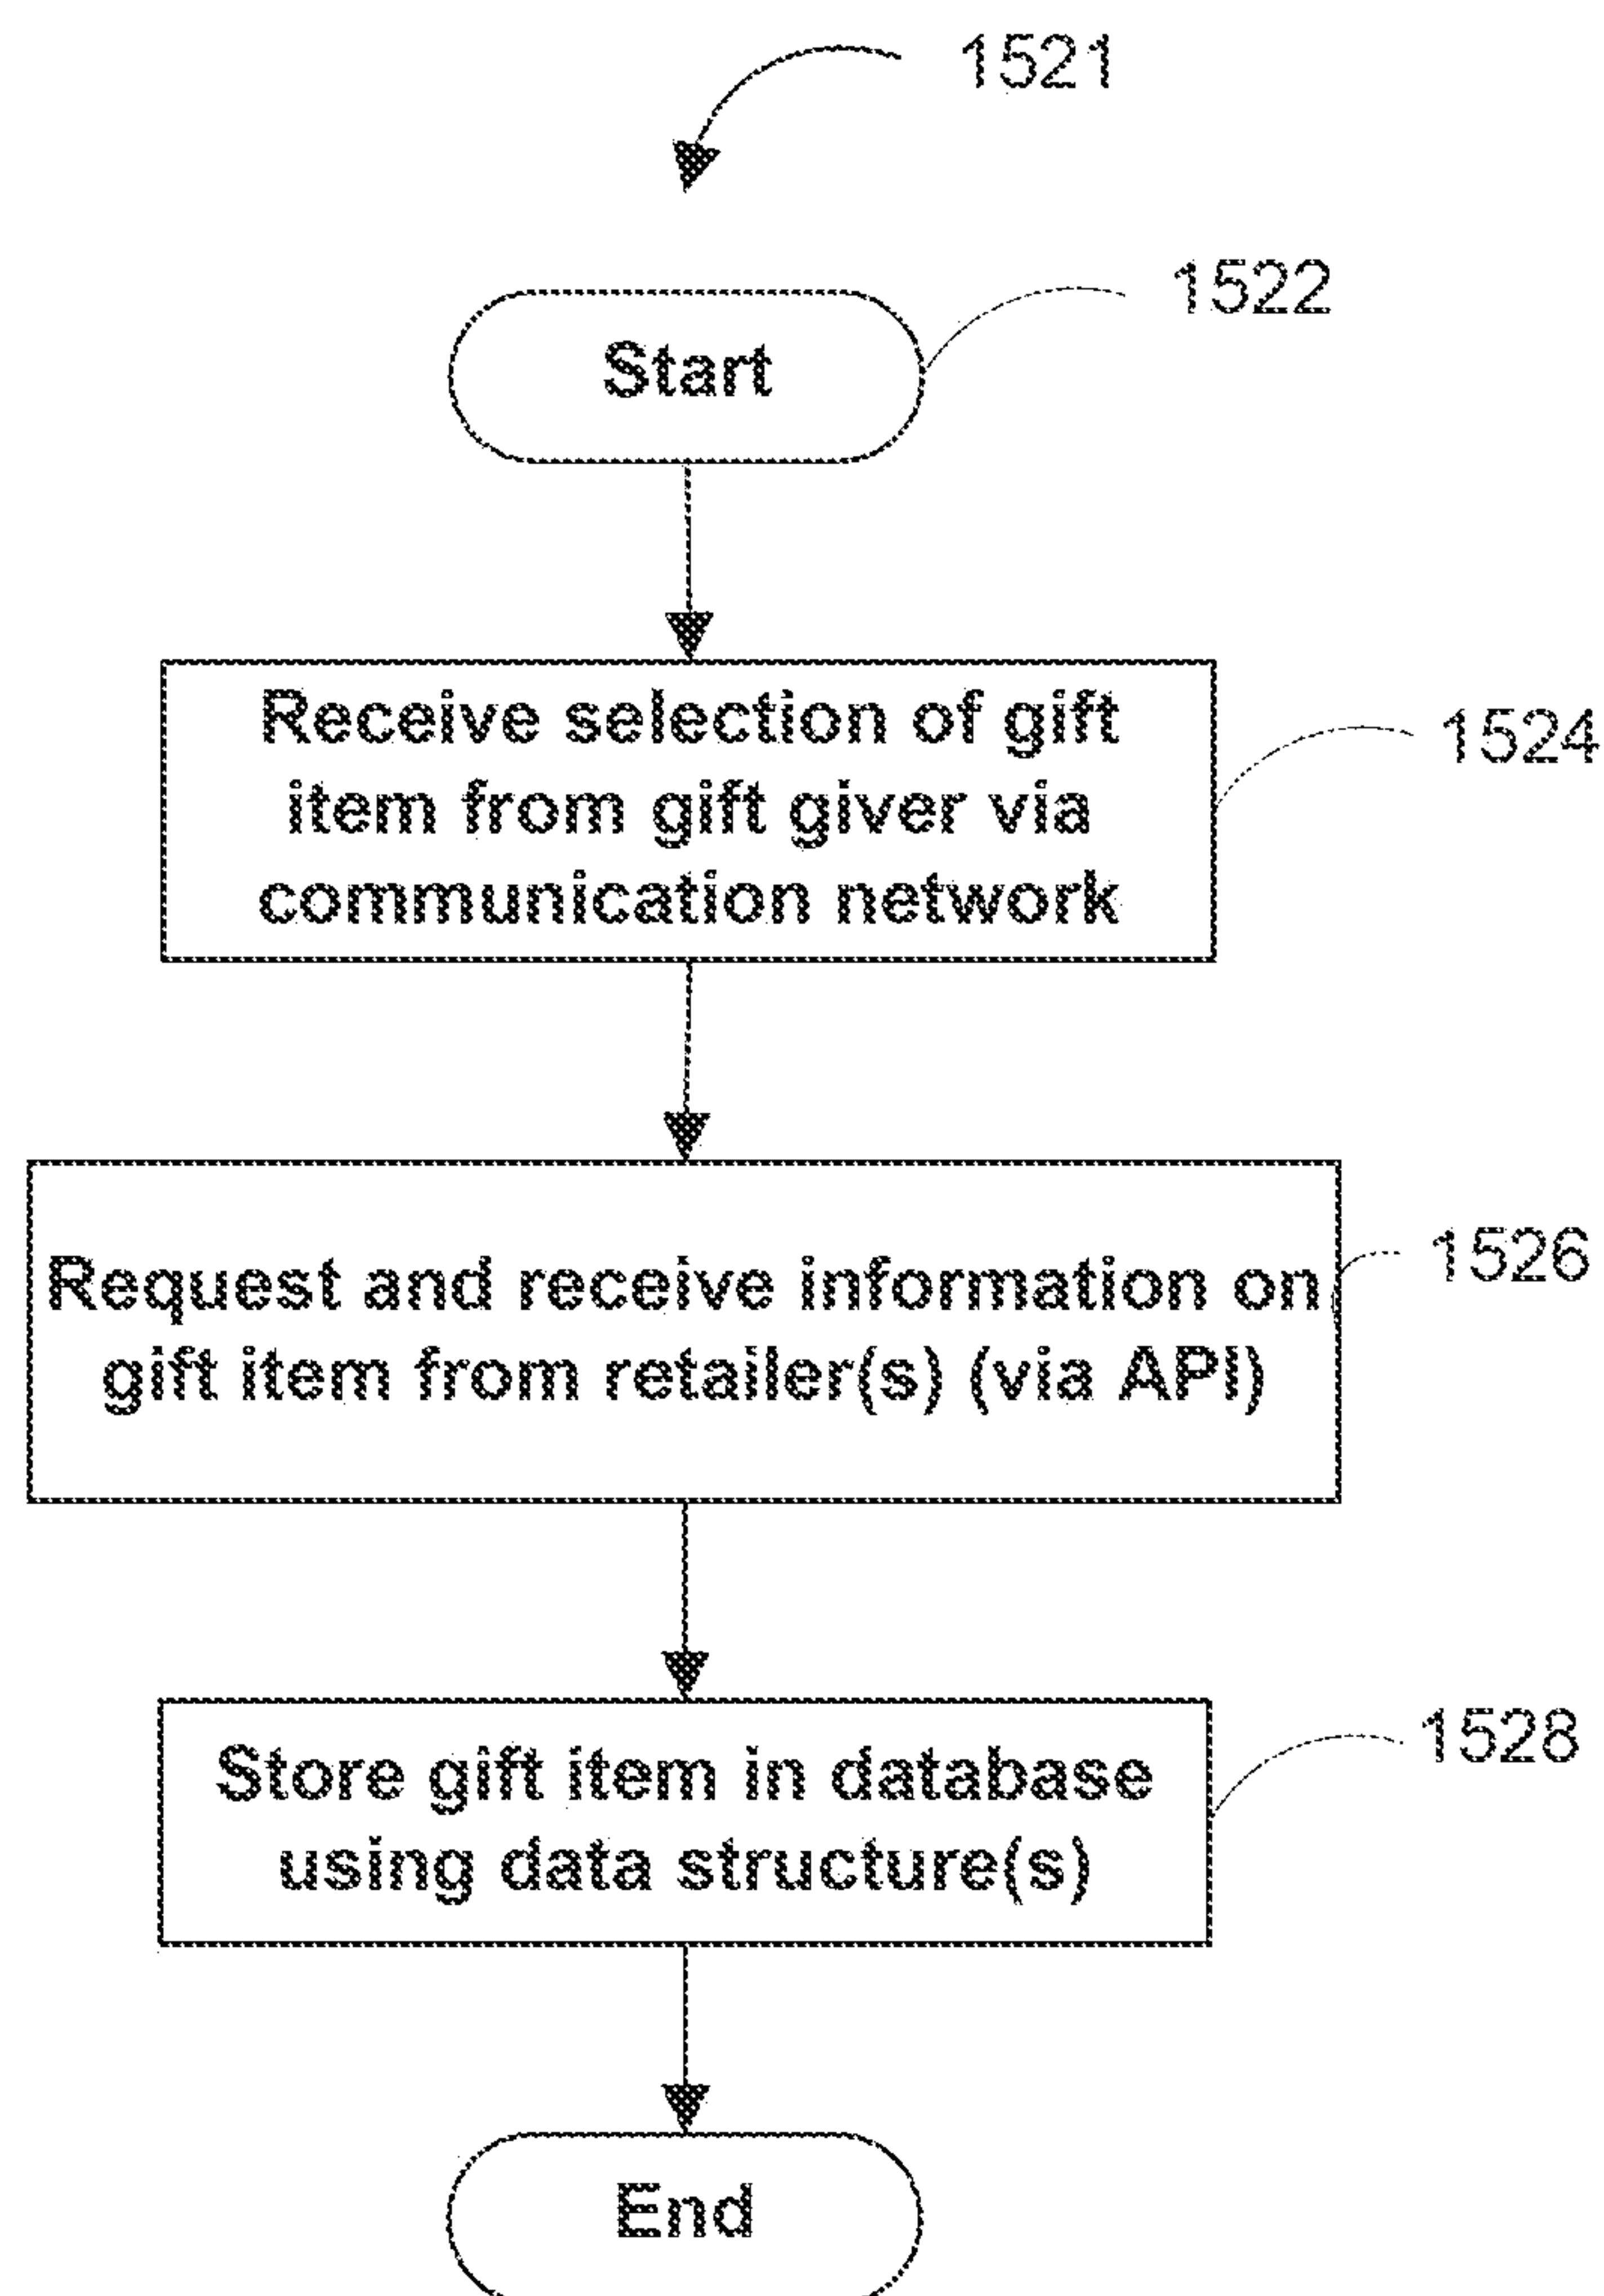 1521
1522
Start
Receive selection of gift
item from gift giver via
communication network
1524
Request and receive information on
gift item from retailer(s) (via API)
1526
Store gift item in database
using data structure(s)
1528
End